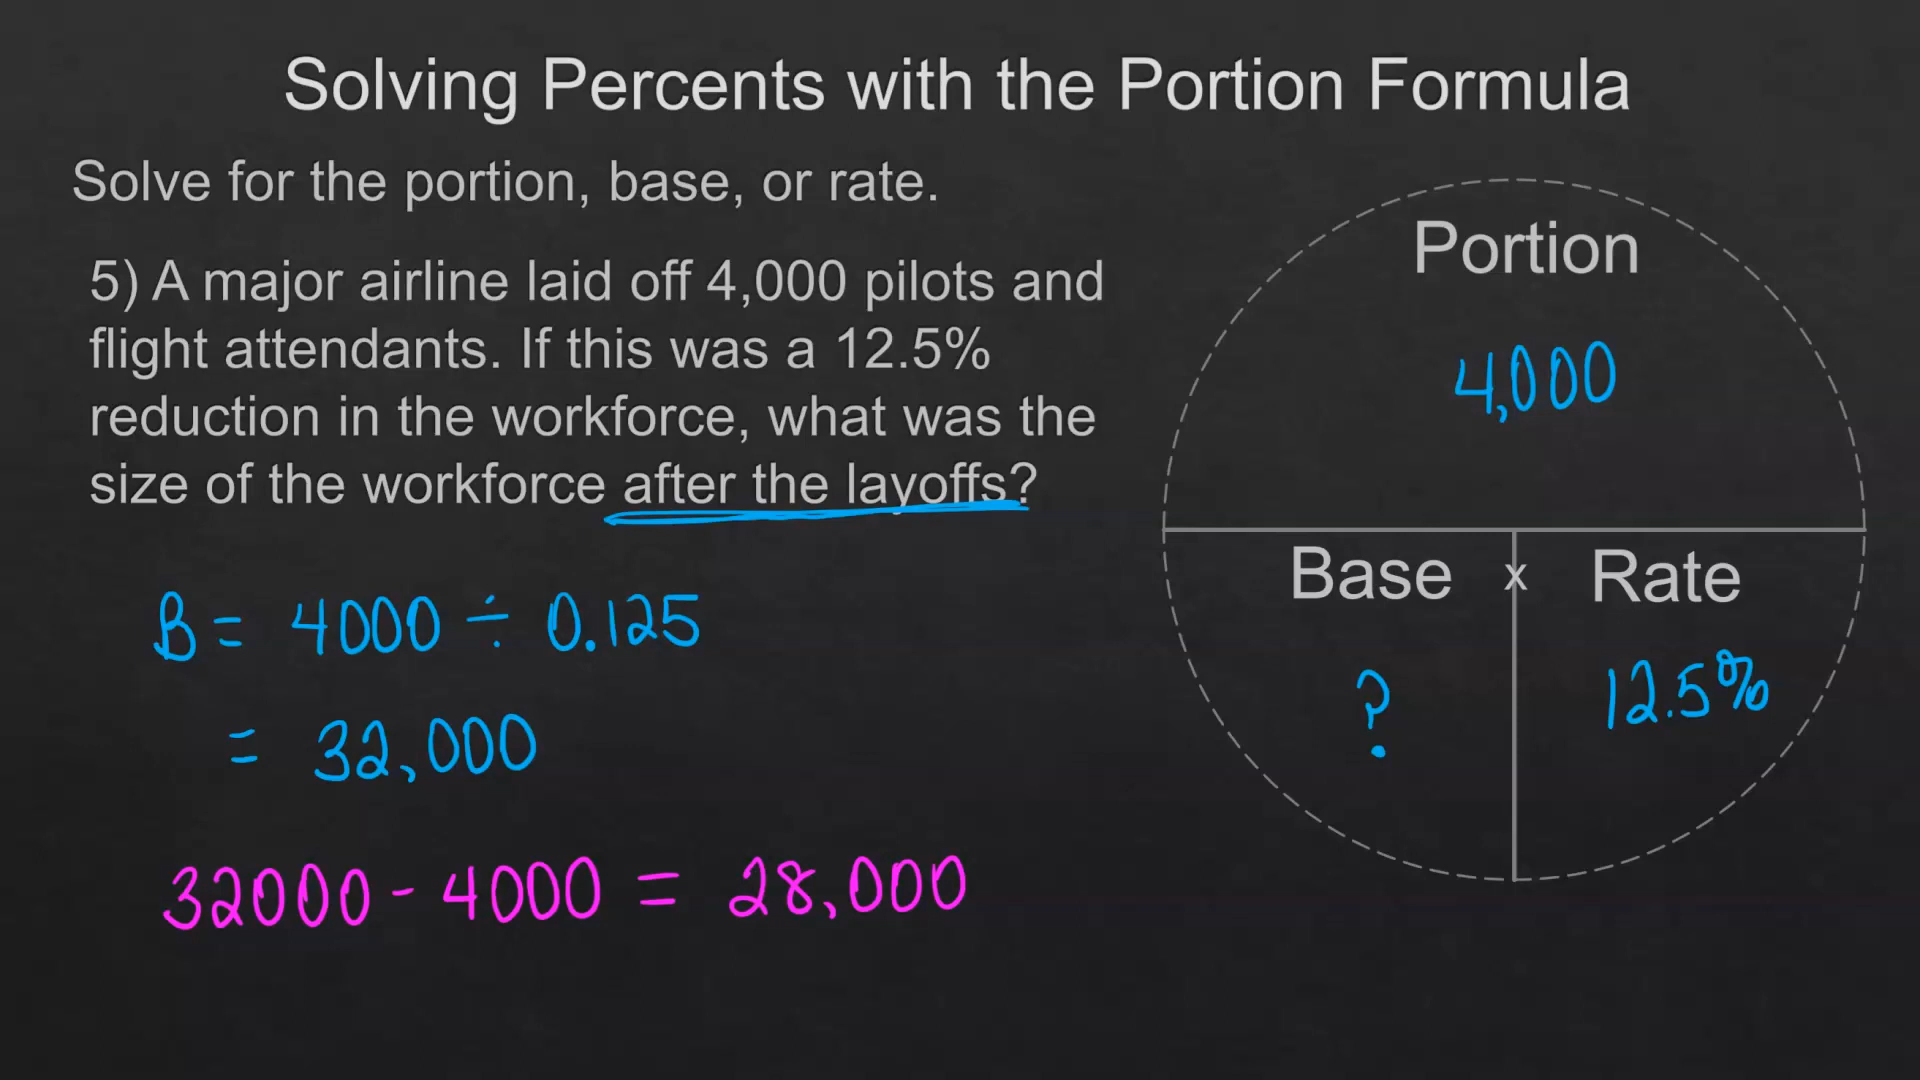 Solving Percents with the Portion Formula
Solve for the portion, base, or rate.
5) A major airline laid off 4,000 pilots and
flight attendants. If this was a 12.5%
reduction in the workforce, what was the
size of the workforce after the layoffs?
B = 4000 ÷ 0.125
= 32,000
32000 - 4000 = 28,000
Portion
4,000
Base x Rate
? 12.5%